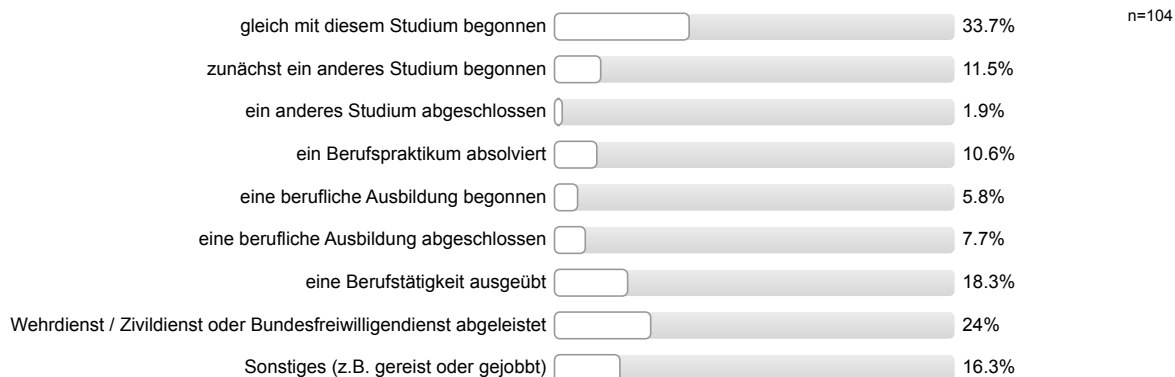 gleich mit diesem Studium begonnen 33.7% n=104
zunächst ein anderes Studium begonnen 11.5%
ein anderes Studium abgeschlossen 1.9%
ein Berufspraktikum absolviert 10.6%
eine berufliche Ausbildung begonnen 5.8%
eine berufliche Ausbildung abgeschlossen 7.7%
eine Berufstätigkeit ausgeübt 18.3%
Wehrdienst / Zivildienst oder Bundesfreiwilligendienst abgeleistet 24%
Sonstiges (z.B. gereist oder gejobbt) 16.3%